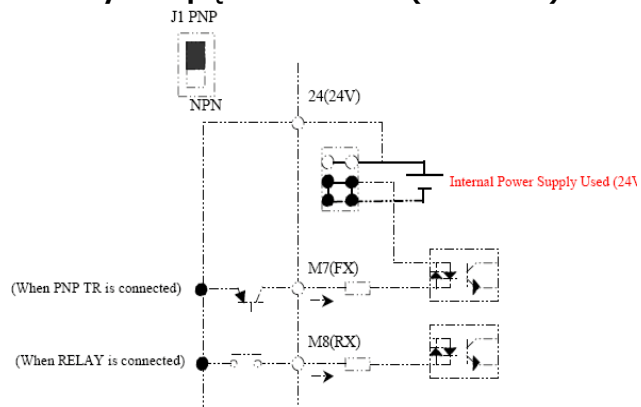 J1 PNP
NPN
24(24V)
Internal Power Supply Used (24V
M7(FX)
(When PNP TR is connected)
M8(RX)
(When RELAY is connected)